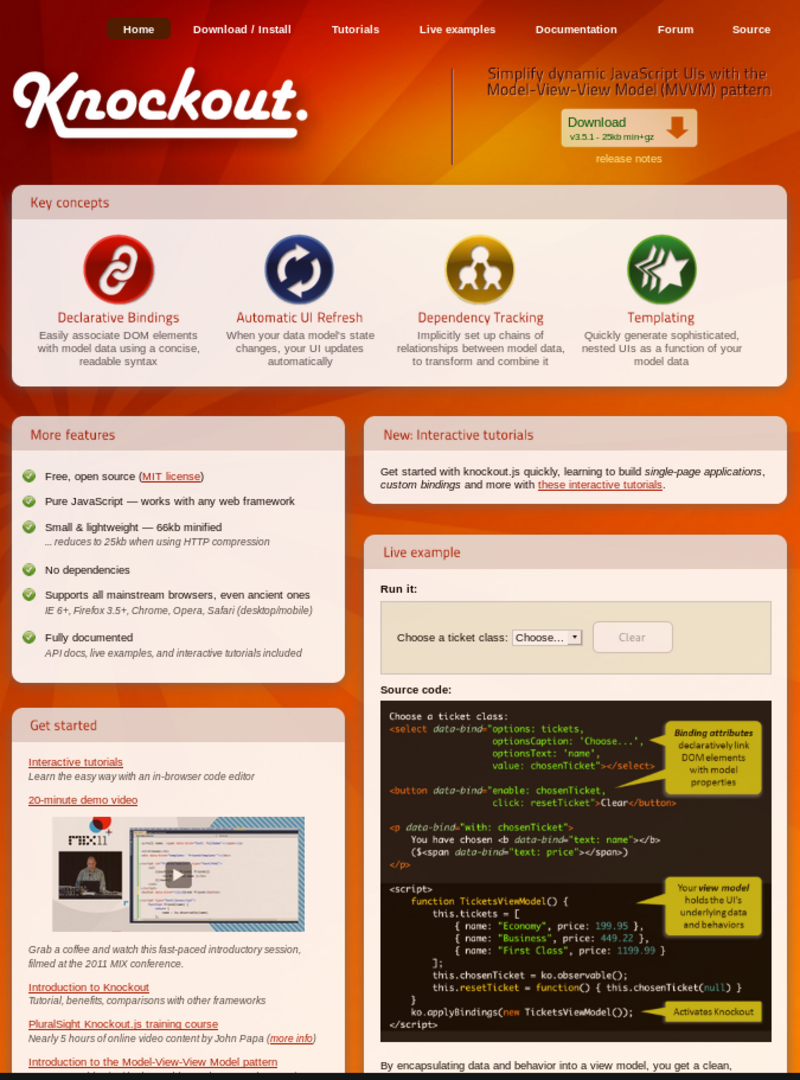 Home Download / Install Tutorials Live examples Documentation Forum Source
Knockout.
Simplify dynamic JavaScript UIs with the
Model-View-View Model (MVVM) pattern
Download
v3.5.1 - 25kb min+gz
release notes
Key concepts
Declarative Bindings
Easily associate DOM elements
with model data using a concise,
readable syntax
Automatic UI Refresh
When your data model's state
changes, your UI updates
automatically
Dependency Tracking
Implicitly set up chains of
relationships between model data,
to transform and combine it
Templating
Quickly generate sophisticated,
nested UIs as a function of your
model data
More features
Free, open source (MIT license)
Pure JavaScript — works with any web framework
Small & lightweight — 66kb minified
... reduces to 25kb when using HTTP compression
No dependencies
Supports all mainstream browsers, even ancient ones
IE 6+, Firefox 3.5+, Chrome, Opera, Safari (desktop/mobile)
Fully documented
API docs, live examples, and interactive tutorials included
Get started
Interactive tutorials
Learn the easy way with an in-browser code editor
20-minute demo video
MIX11
Grab a coffee and watch this fast-paced introductory session,
filmed at the 2011 MIX conference.
Introduction to Knockout
Tutorial, benefits, comparisons with other frameworks
PluralSight Knockout.js training course
Nearly 5 hours of online video content by John Papa (more info)
Introduction to the Model-View-View Model pattern
New: Interactive tutorials
Get started with knockout.js quickly, learning to build single-page applications,
custom bindings and more with these interactive tutorials.
Live example
Run it:
Choose a ticket class: Choose... Clear
Source code:
Choose a ticket class:
<select data-bind="options: tickets,
optionsCaption: 'Choose...',
optionsText: 'name',
value: chosenTicket"></select>
<button data-bind="enable: chosenTicket,
click: resetTicket">Clear</button>
<p data-bind="with: chosenTicket">
You have chosen <b data-bind="text: name"></b>
($<span data-bind="text: price"></span>)
</p>
<script>
function TicketsViewModel() {
this.tickets = [
{ name: "Economy", price: 199.95 },
{ name: "Business", price: 449.22 },
{ name: "First Class", price: 1199.99 }
];
this.chosenTicket = ko.observable();
this.resetTicket = function() { this.chosenTicket(null) }
}
ko.applyBindings(new TicketsViewModel());
</script>
Binding attributes
declaratively link
DOM elements
with model
properties
Your view model
holds the UI's
underlying data
and behaviors
Activates Knockout
By encapsulating data and behavior into a view model, you get a clean,